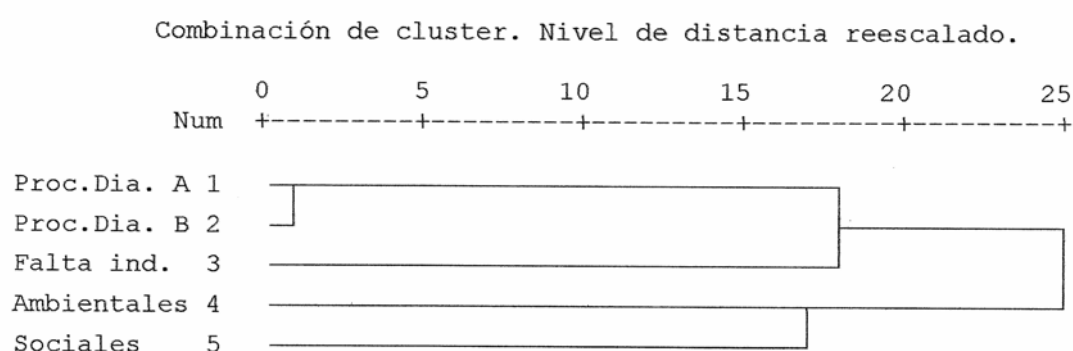 Combinación de cluster. Nivel de distancia reescalado.
0 5 10 15 20 25
Num +---------+---------+---------+---------+---------+
Proc.Dia. A 1
Proc.Dia. B 2
Falta ind. 3
Ambientales 4
Sociales 5